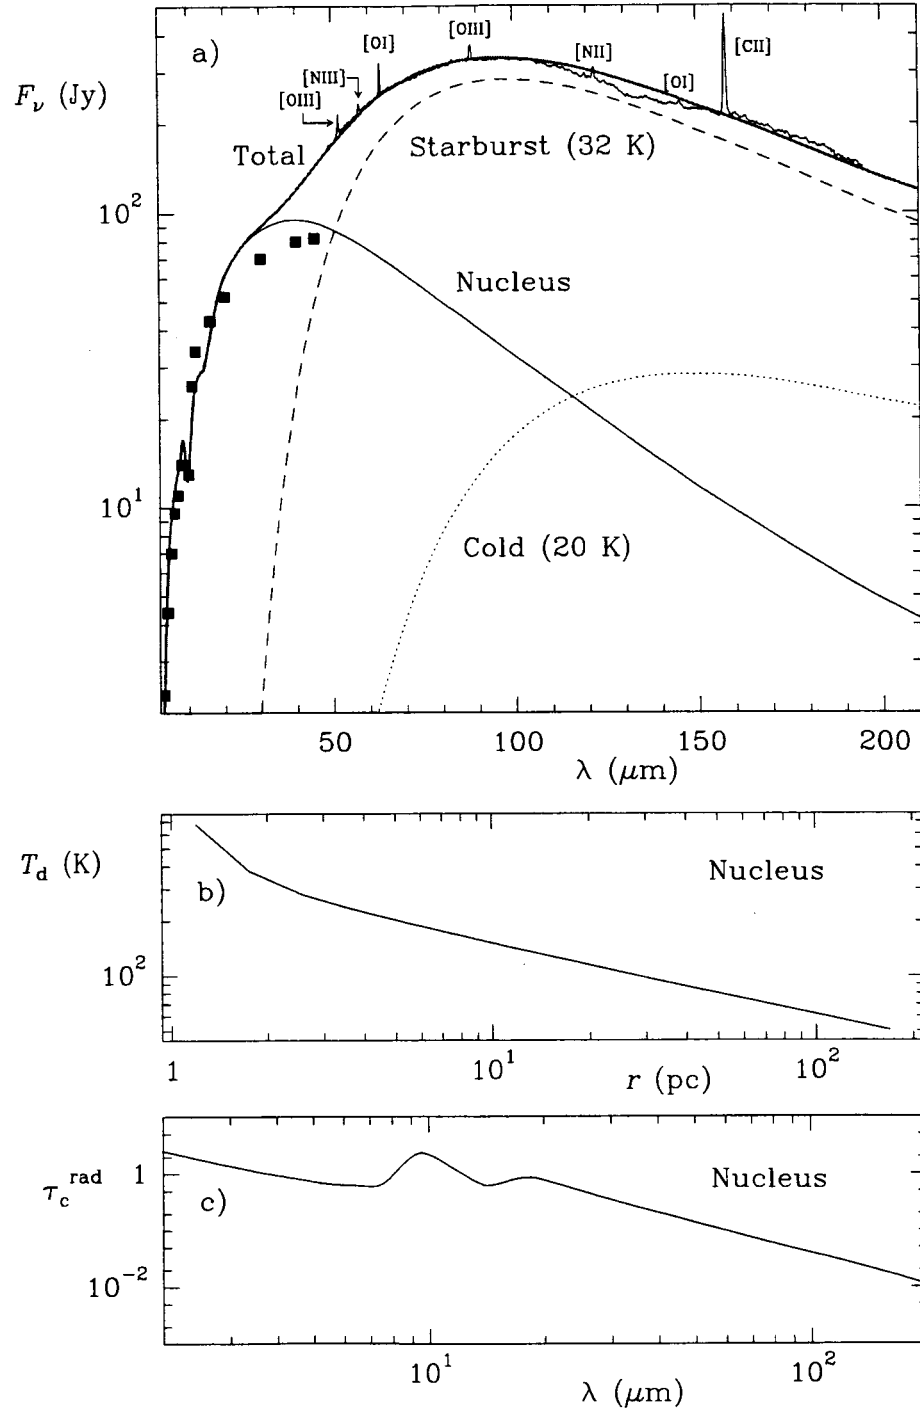 a)
F_ν (Jy)
[OIII]
[NIII]
[OI]
[OIII]
[NII]
[OI]
[CII]
Total
Starburst (32 K)
10^2
Nucleus
10^1
Cold (20 K)
50 100 150 200
λ (μm)
T_d (K)
b)
Nucleus
10^2
1 10^1 r (pc) 10^2
τ_c^rad
1
c)
Nucleus
10^-2
10^1 10^2
λ (μm)